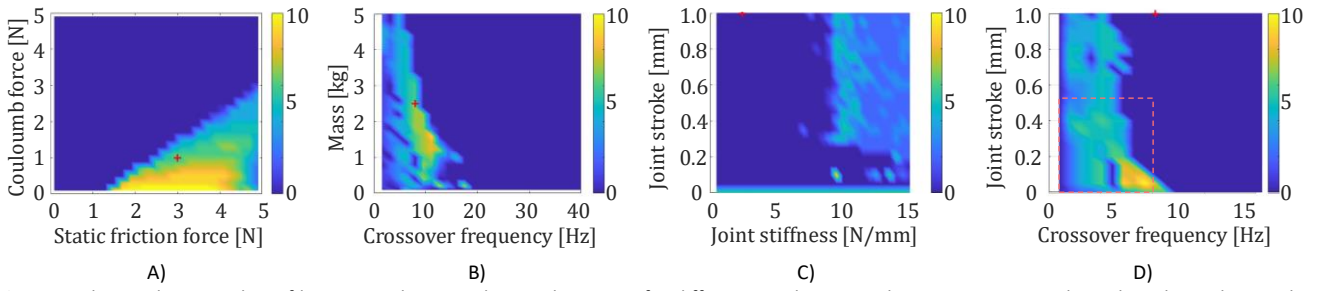 Couloumb force [N]
5
4
3
2
1
0
0 1 2 3 4 5
Static friction force [N]
10
5
0
A)
Mass [kg]
5
4
3
2
1
0
0 10 20 30 40
Crossover frequency [Hz]
10
5
0
B)
Joint stroke [mm]
1.0
0.8
0.6
0.4
0.2
0
0 5 10 15
Joint stiffness [N/mm]
10
5
0
C)
Joint stroke [mm]
1.0
0.8
0.6
0.4
0.2
0
0 5 10 15
Crossover frequency [Hz]
10
5
0
D)